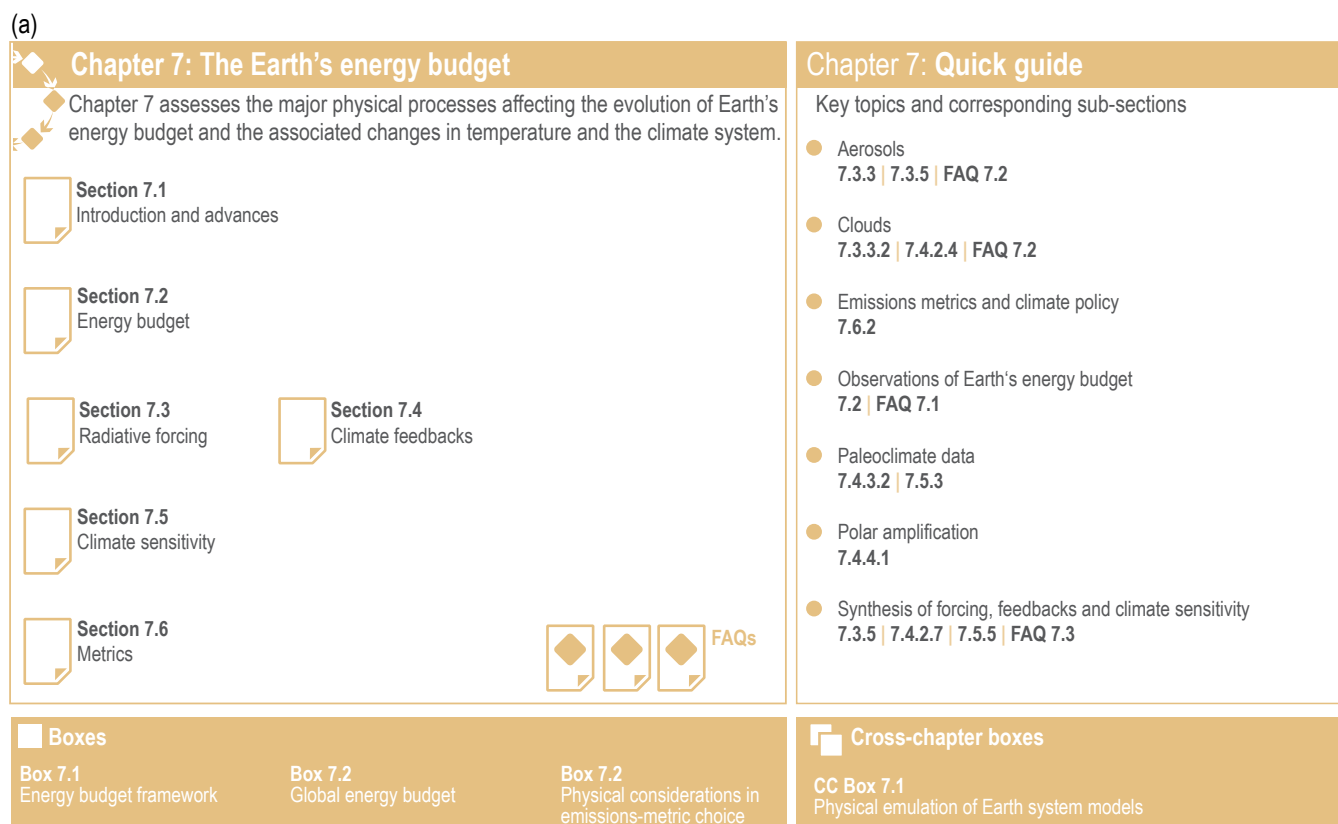 (a)
Chapter 7: The Earth's energy budget
Chapter 7 assesses the major physical processes affecting the evolution of Earth's
energy budget and the associated changes in temperature and the climate system.
Section 7.1
Introduction and advances
Section 7.2
Energy budget
Section 7.3
Radiative forcing
Section 7.4
Climate feedbacks
Section 7.5
Climate sensitivity
Section 7.6
Metrics
FAQs
Chapter 7: Quick guide
Key topics and corresponding sub-sections
Aerosols
7.3.3 | 7.3.5 | FAQ 7.2
Clouds
7.3.3.2 | 7.4.2.4 | FAQ 7.2
Emissions metrics and climate policy
7.6.2
Observations of Earth‘s energy budget
7.2 | FAQ 7.1
Paleoclimate data
7.4.3.2 | 7.5.3
Polar amplification
7.4.4.1
Synthesis of forcing, feedbacks and climate sensitivity
7.3.5 | 7.4.2.7 | 7.5.5 | FAQ 7.3
Boxes
Box 7.1
Energy budget framework
Box 7.2
Global energy budget
Box 7.2
Physical considerations in
emissions-metric choice
Cross-chapter boxes
CC Box 7.1
Physical emulation of Earth system models